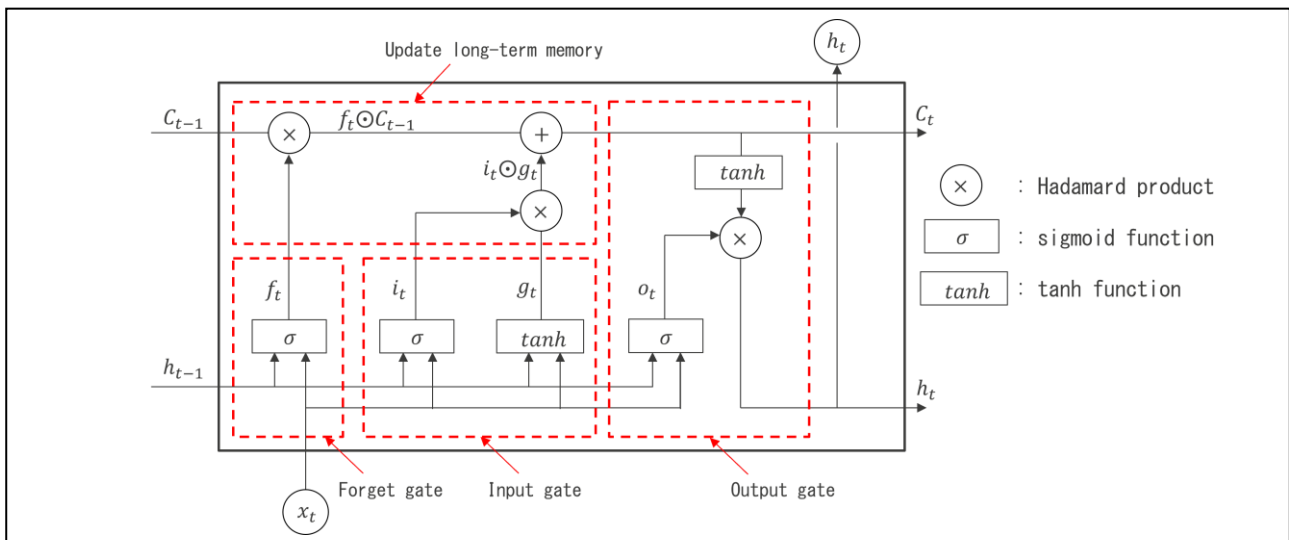 h_t
Update long-term memory
C_{t-1}
×
f_t⊙C_{t-1}
+
C_t
i_t⊙g_t
tanh
×
×
× : Hadamard product
σ : sigmoid function
tanh : tanh function
f_t
i_t
g_t
o_t
σ
σ
tanh
σ
h_{t-1}
h_t
Forget gate
Input gate
Output gate
x_t